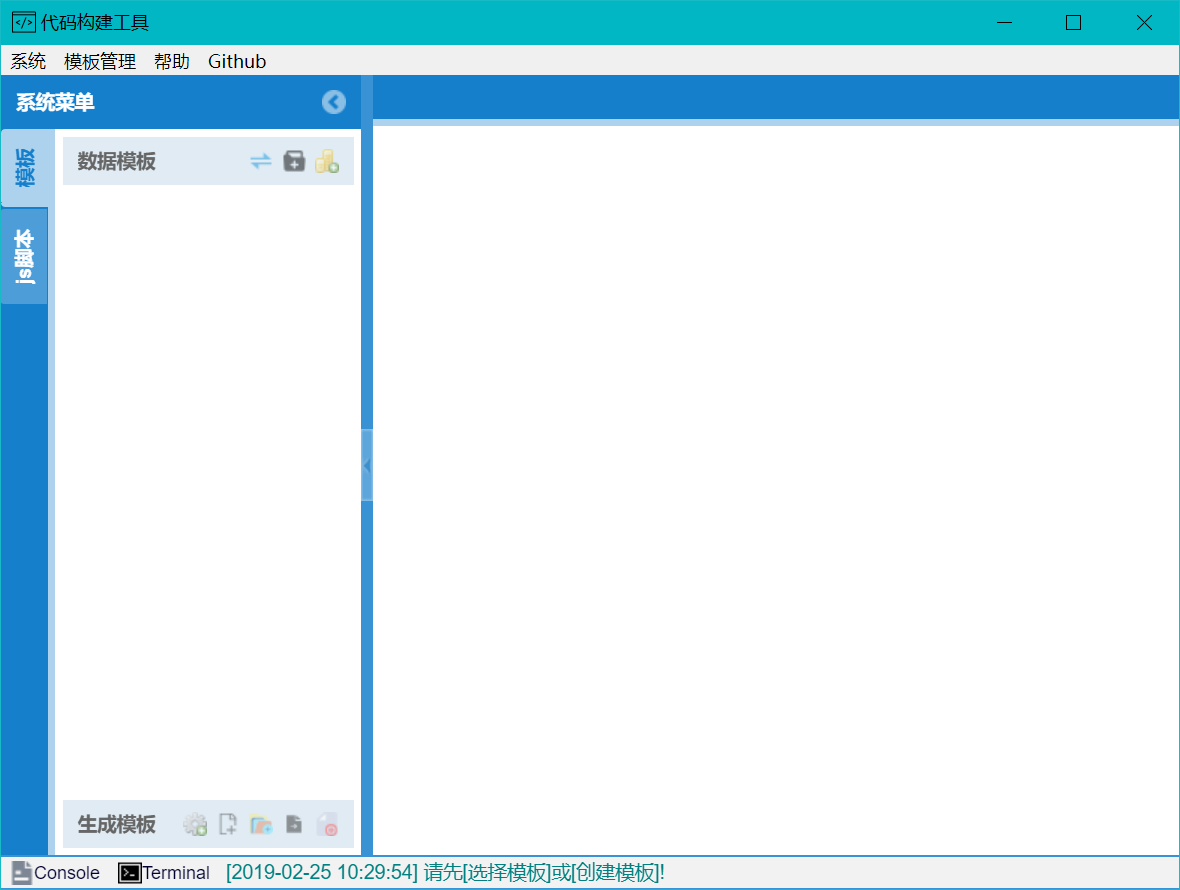 代码构建工具
系统 模板管理 帮助 Github
系统菜单
模板
js脚本
数据模板
生成模板
Console Terminal [2019-02-25 10:29:54] 请先[选择模板]或[创建模板]!